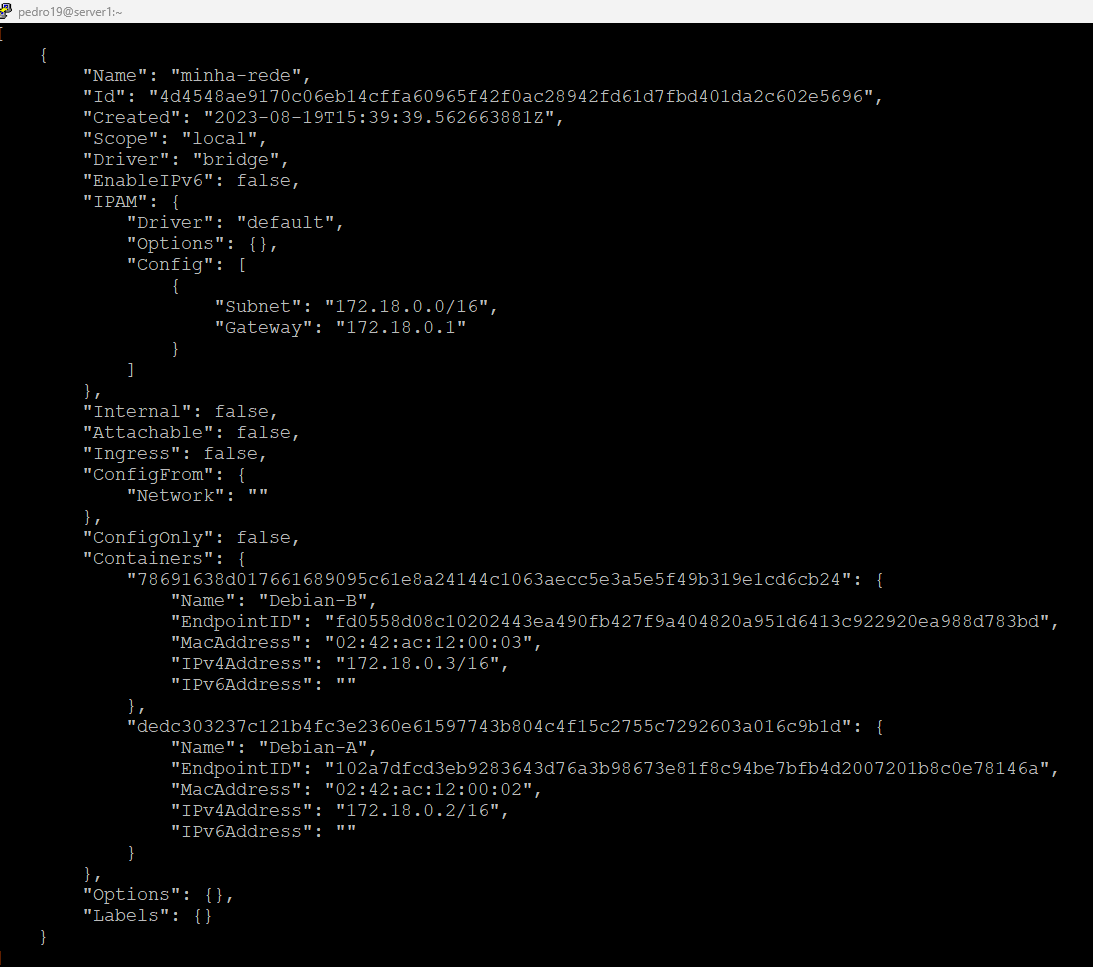 pedro19@server1:~
[
    {
        "Name": "minha-rede",
        "Id": "4d4548ae9170c06eb14cffa60965f42f0ac28942fd61d7fbd401da2c602e5696",
        "Created": "2023-08-19T15:39:39.562663881Z",
        "Scope": "local",
        "Driver": "bridge",
        "EnableIPv6": false,
        "IPAM": {
            "Driver": "default",
            "Options": {},
            "Config": [
                {
                    "Subnet": "172.18.0.0/16",
                    "Gateway": "172.18.0.1"
                }
            ]
        },
        "Internal": false,
        "Attachable": false,
        "Ingress": false,
        "ConfigFrom": {
            "Network": ""
        },
        "ConfigOnly": false,
        "Containers": {
            "78691638d017661689095c61e8a24144c1063aecc5e3a5e5f49b319e1cd6cb24": {
                "Name": "Debian-B",
                "EndpointID": "fd0558d08c10202443ea490fb427f9a404820a951d6413c922920ea988d783bd",
                "MacAddress": "02:42:ac:12:00:03",
                "IPv4Address": "172.18.0.3/16",
                "IPv6Address": ""
            },
            "dedc303237c121b4fc3e2360e61597743b804c4f15c2755c7292603a016c9b1d": {
                "Name": "Debian-A",
                "EndpointID": "102a7dfcd3eb9283643d76a3b98673e81f8c94be7bfb4d2007201b8c0e78146a",
                "MacAddress": "02:42:ac:12:00:02",
                "IPv4Address": "172.18.0.2/16",
                "IPv6Address": ""
            }
        },
        "Options": {},
        "Labels": {}
    }
]